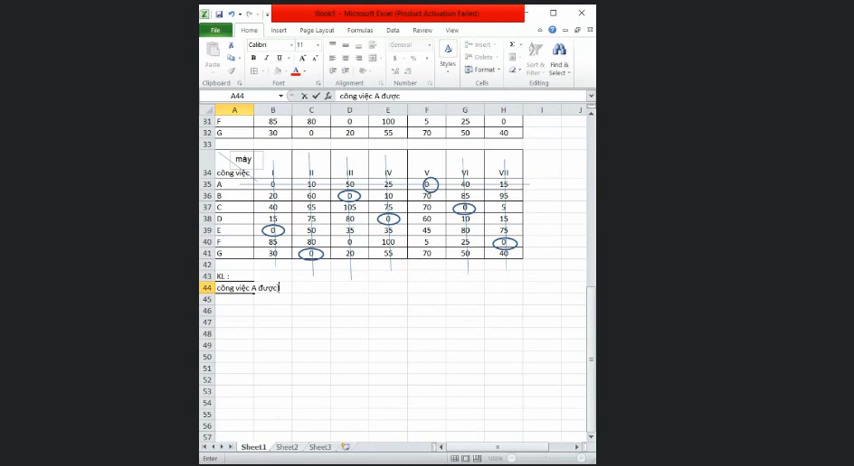 Book1 - Microsoft Excel (Product Activation Failed)
File Home Insert Page Layout Formulas Data Review View
Paste
Clipboard
Calibri 11
B I U A A
Font
Alignment
General
$ % ,
Number
Styles
Insert
Delete
Format
Cells
Σ
Sort & Filter
Find & Select
Editing
A44 fx công việc A được
A B C D E F G H I J
31 F 85 80 0 100 5 25 0
32 G 30 0 20 55 70 50 40
33
máy
34 công việc I II III IV V VI VII
35 A 0 10 50 25 0 40 15
36 B 20 60 0 10 70 85 95
37 C 40 95 105 75 70 0 5
38 D 15 75 80 0 60 10 15
39 E 0 50 35 35 45 80 75
40 F 85 80 0 100 5 25 0
41 G 30 0 20 55 70 50 40
42
43 KL :
44 công việc A được
45
46
47
48
49
50
51
52
53
54
55
56
57
Sheet1 Sheet2 Sheet3
Enter 100%